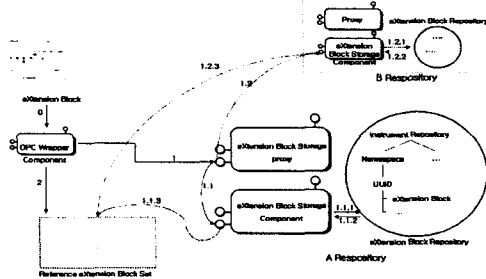 Proxy
eXtension Block Repository
eXtension
Block Storage
Component
1.2.1
1.2.2
....
B Respository
1.2.3
1.2
eXtension Block
0
OPC Wrapper
Component
1
eXtension Block Storage
proxy
1.1
2
1.1.3
eXtension Block Storage
Component
1.1.1
1.1.2
Instrument Repository
Namespace
...
UUID
eXtension Block
....
eXtension Block Repository
Reference eXtension Block Set
A Respository